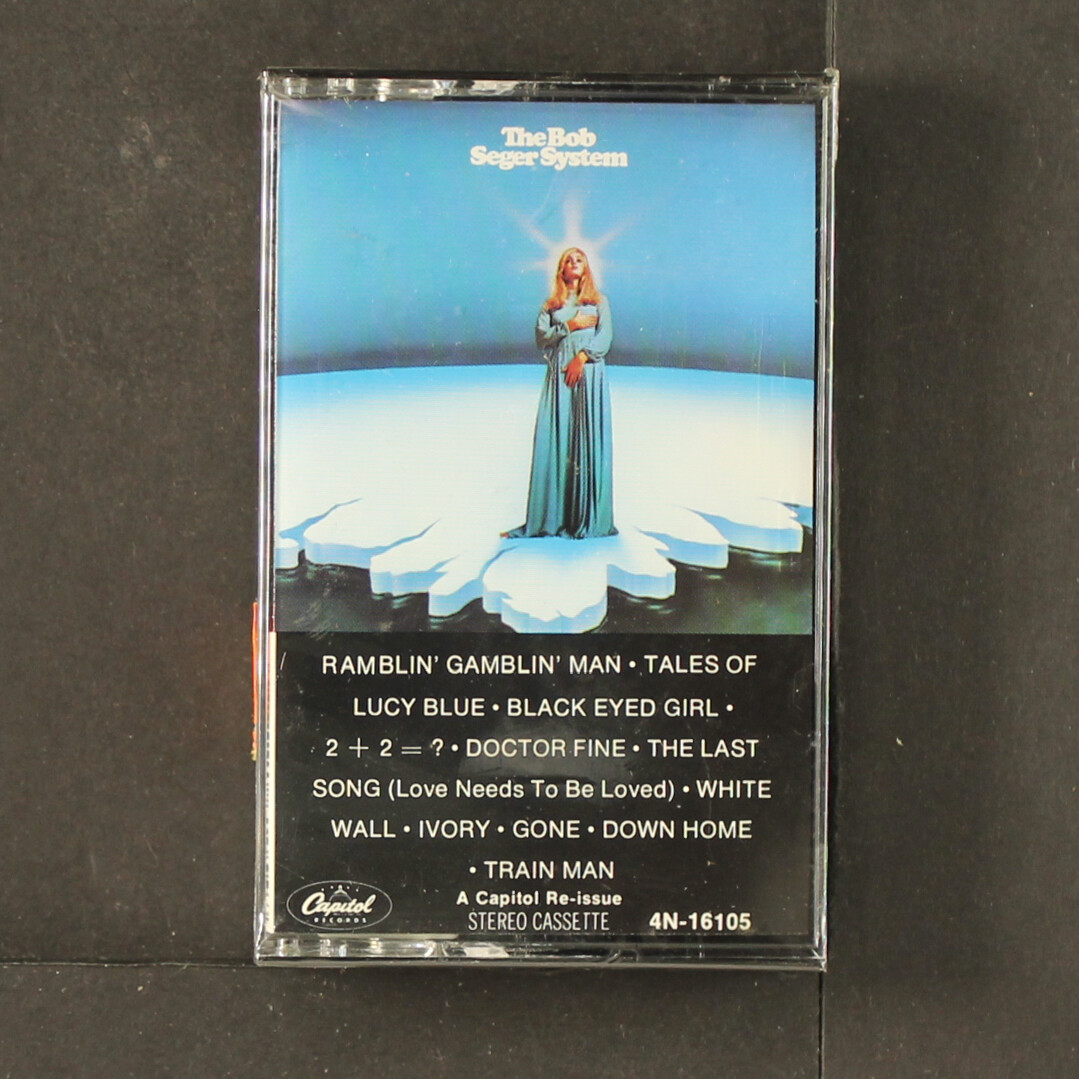 The Bob
Seger System
RAMBLIN' GAMBLIN' MAN • TALES OF
LUCY BLUE • BLACK EYED GIRL •
2 + 2 = ? • DOCTOR FINE • THE LAST
SONG (Love Needs To Be Loved) • WHITE
WALL • IVORY • GONE • DOWN HOME
• TRAIN MAN
A Capitol Re-issue
Capitol
RECORDS
STEREO CASSETTE 4N-16105